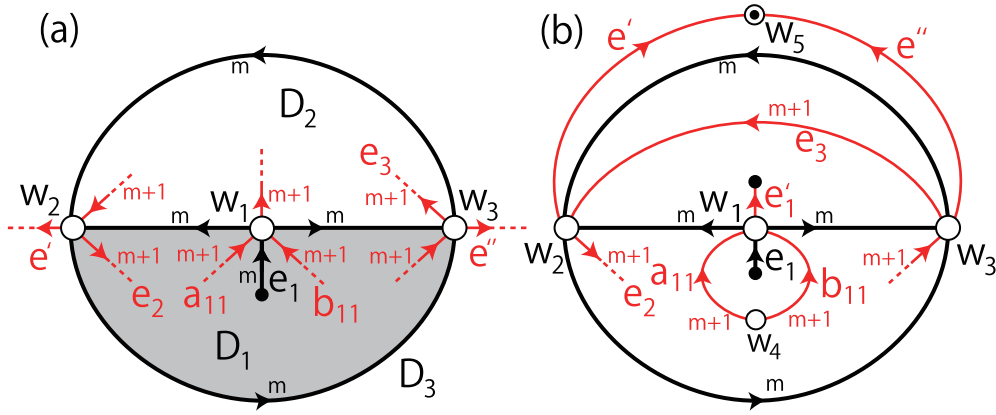 (a)
m
D₂
e₃
m+1
m+1
m+1
w₂
w₁
w₃
m
m
e'
m+1
m+1
m+1
m+1
e''
e₂
a₁₁
m
e₁
b₁₁
D₁
D₃
m
(b)
e'
w₅
e''
m
m+1
e₃
w₁
e'₁
m
m
w₂
w₃
m+1
e₂
a₁₁
e₁
b₁₁
m+1
m+1
m+1
w₄
m